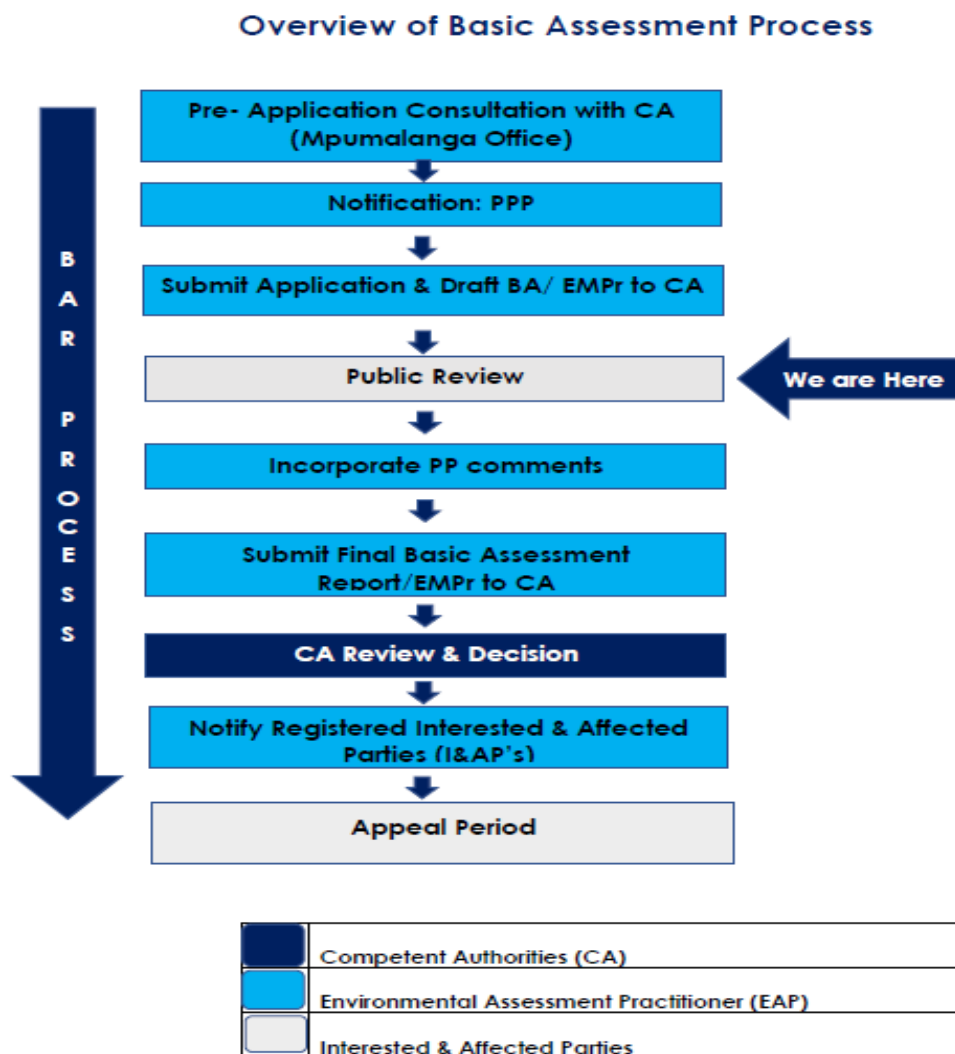 Overview of Basic Assessment Process
Pre- Application Consultation with CA
(Mpumalanga Office)
Notification: PPP
Submit Application & Draft BA/ EMPr to CA
Public Review
We are Here
Incorporate PP comments
Submit Final Basic Assessment
Report/EMPr to CA
CA Review & Decision
Notify Registered Interested & Affected
Parties (I&AP's)
Appeal Period
BAR PROCESS
Competent Authorities (CA)
Environmental Assessment Practitioner (EAP)
Interested & Affected Parties